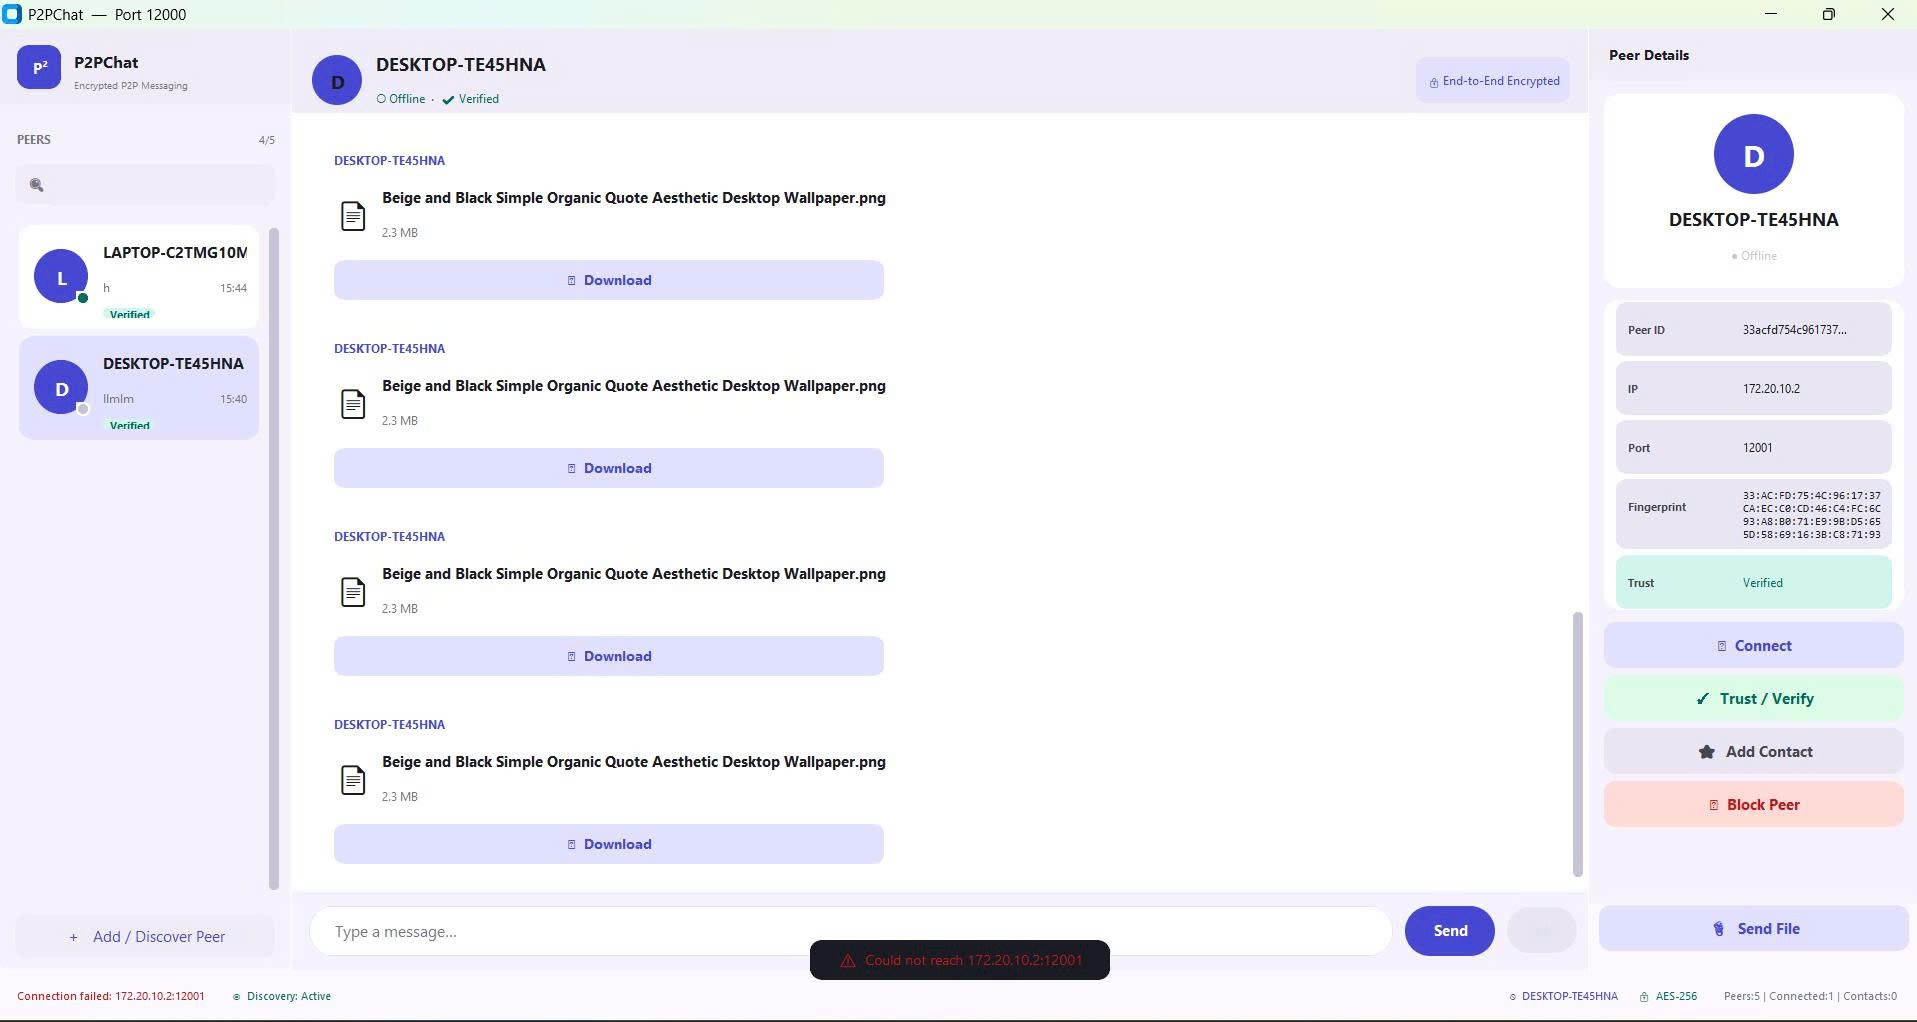 P2PChat — Port 12000
P²
P2PChat
Encrypted P2P Messaging
PEERS 4/5
L
LAPTOP-C2TMG10M
h 15:44
Verified
D
DESKTOP-TE45HNA
llmlm 15:40
Verified
+ Add / Discover Peer
D
DESKTOP-TE45HNA
Offline · Verified
End-to-End Encrypted
DESKTOP-TE45HNA
Beige and Black Simple Organic Quote Aesthetic Desktop Wallpaper.png
2.3 MB
Download
DESKTOP-TE45HNA
Beige and Black Simple Organic Quote Aesthetic Desktop Wallpaper.png
2.3 MB
Download
DESKTOP-TE45HNA
Beige and Black Simple Organic Quote Aesthetic Desktop Wallpaper.png
2.3 MB
Download
DESKTOP-TE45HNA
Beige and Black Simple Organic Quote Aesthetic Desktop Wallpaper.png
2.3 MB
Download
Type a message...
Send
Could not reach 172.20.10.2:12001
Peer Details
D
DESKTOP-TE45HNA
● Offline
Peer ID 33acfd754c961737...
IP 172.20.10.2
Port 12001
Fingerprint
33:AC:FD:75:4C:96:17:37
CA:EC:C0:CD:46:C4:FC:6C
93:A8:B0:71:E9:9B:D5:65
5D:58:69:16:3B:C8:71:93
Trust Verified
Connect
✓ Trust / Verify
Add Contact
Block Peer
Send File
Connection failed: 172.20.10.2:12001 Discovery: Active
DESKTOP-TE45HNA AES-256 Peers:5 | Connected:1 | Contacts:0